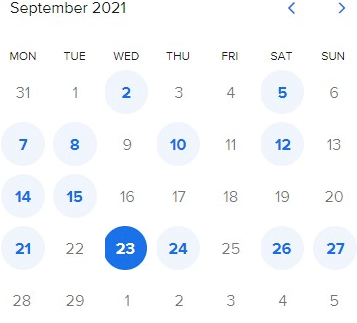 September 2021
MON TUE WED THU FRI SAT SUN
31 1 2 3 4 5 6
7 8 9 10 11 12 13
14 15 16 17 18 19 20
21 22 23 24 25 26 27
28 29 1 2 3 4 5